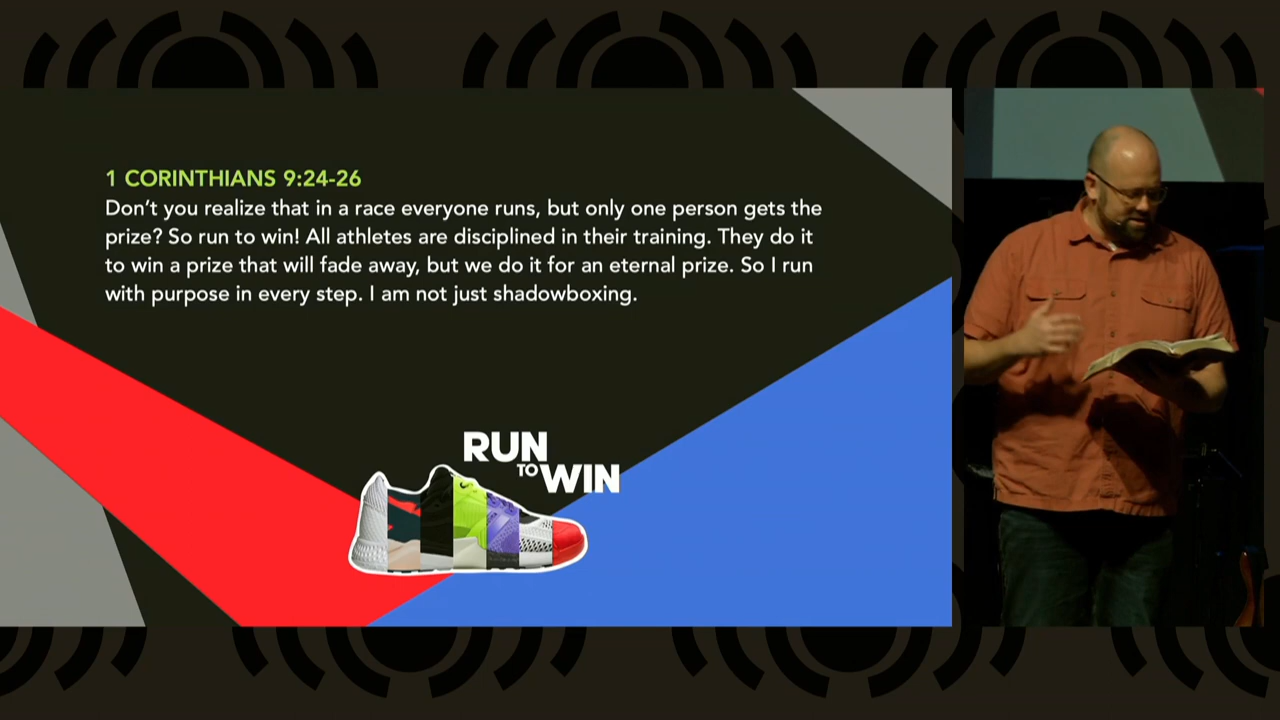 1 CORINTHIANS 9:24-26
Don't you realize that in a race everyone runs, but only one person gets the
prize? So run to win! All athletes are disciplined in their training. They do it
to win a prize that will fade away, but we do it for an eternal prize. So I run
with purpose in every step. I am not just shadowboxing.
RUN
TO WIN